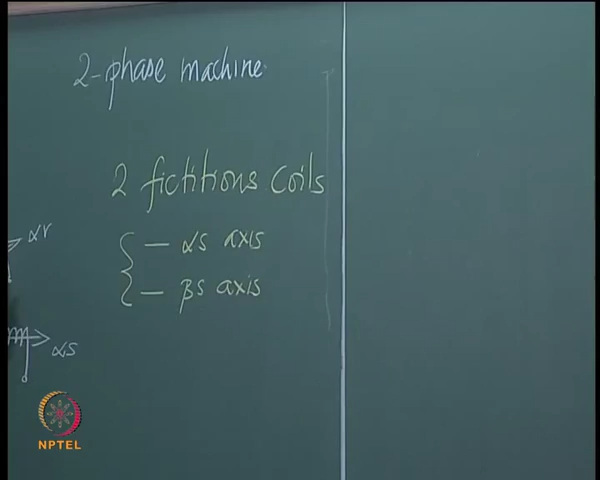 2-phase machine
2 fictitious coils
— αs axis
— βs axis
αr
αs
NPTEL